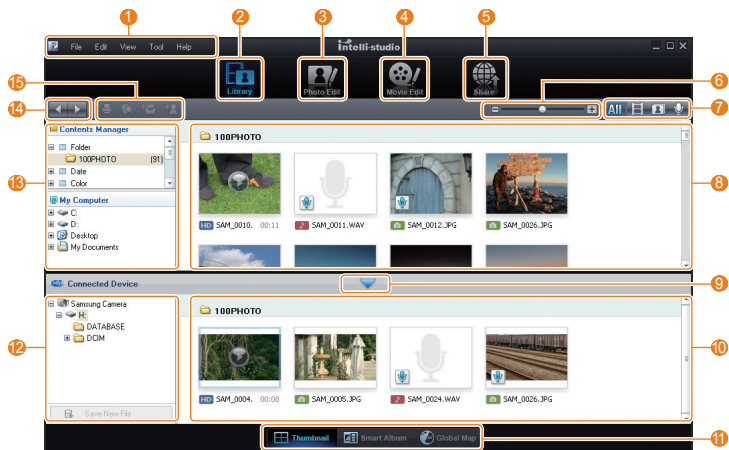 1
2
3
4
5
File Edit View Tool Help
intelli-studio
Library
Photo Edit
Movie Edit
Share
15
6
14
All
7
Contents Manager
Folder
100PHOTO (91)
Date
Color
13
My Computer
C:
D:
Desktop
My Documents
100PHOTO
HD SAM_0010. 00:11
SAM_0011.WAV
SAM_0012.JPG
SAM_0026.JPG
8
Connected Device
9
Samsung Camera
H:
DATABASE
DCIM
12
Save New File
100PHOTO
HD SAM_0004. 00:08
SAM_0005.JPG
SAM_0024.WAV
SAM_0026.JPG
10
Thumbnail
Smart Album
Global Map
11